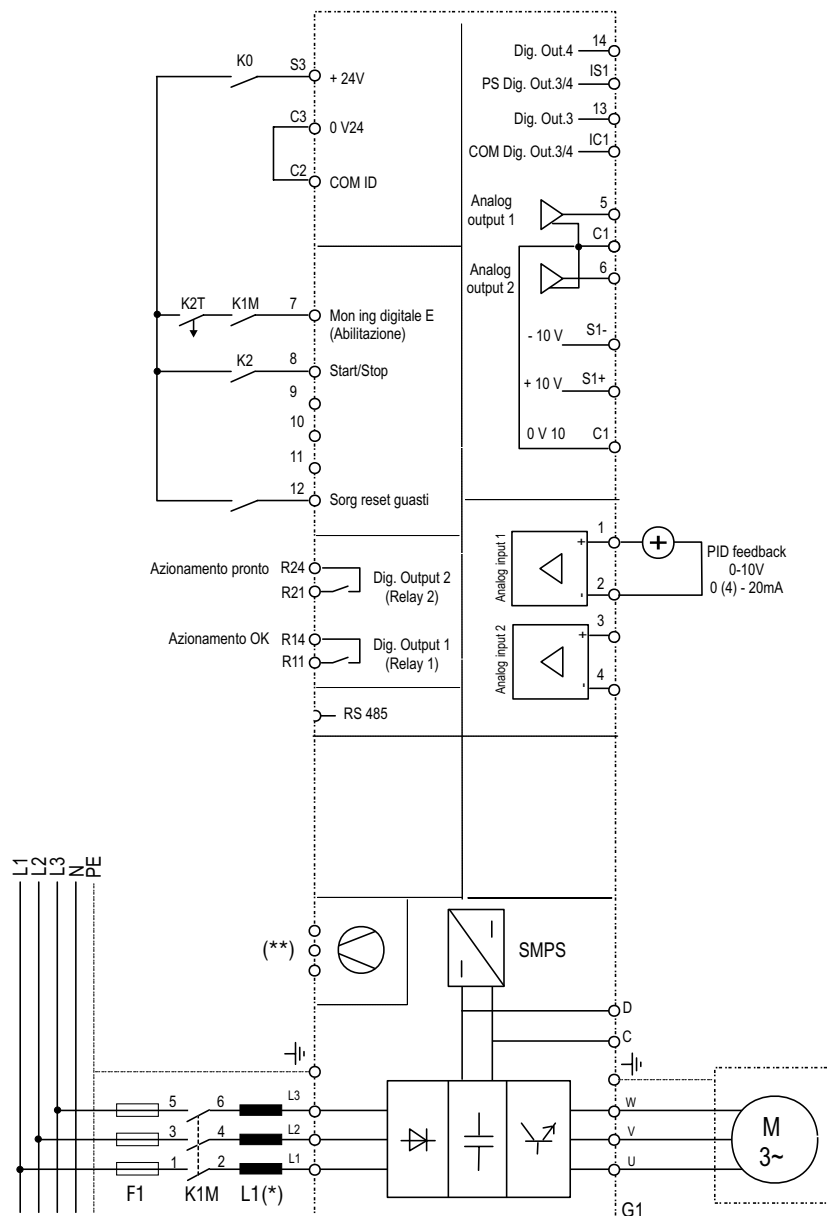 K0
S3
+ 24V
C3
0 V24
C2
COM ID
K2T
K1M
7
Mon ing digitale E
(Abilitazione)
K2
8
Start/Stop
9
10
11
12
Sorg reset guasti
Azionamento pronto
R24
R21
Dig. Output 2
(Relay 2)
Azionamento OK
R14
R11
Dig. Output 1
(Relay 1)
RS 485
Dig. Out.4
14
PS Dig. Out.3/4
IS1
Dig. Out.3
13
COM Dig. Out.3/4
IC1
Analog
output 1
5
C1
Analog
output 2
6
- 10 V
S1-
+ 10 V
S1+
0 V 10
C1
Analog input 1
+
-
1
2
+
PID feedback
0-10V
0 (4) - 20mA
Analog input 2
+
-
3
4
L1
L2
L3
N
PE
(**)
SMPS
D
C
5
6
L3
3
4
L2
1
2
L1
F1
K1M
L1(*)
W
V
U
M
3~
G1